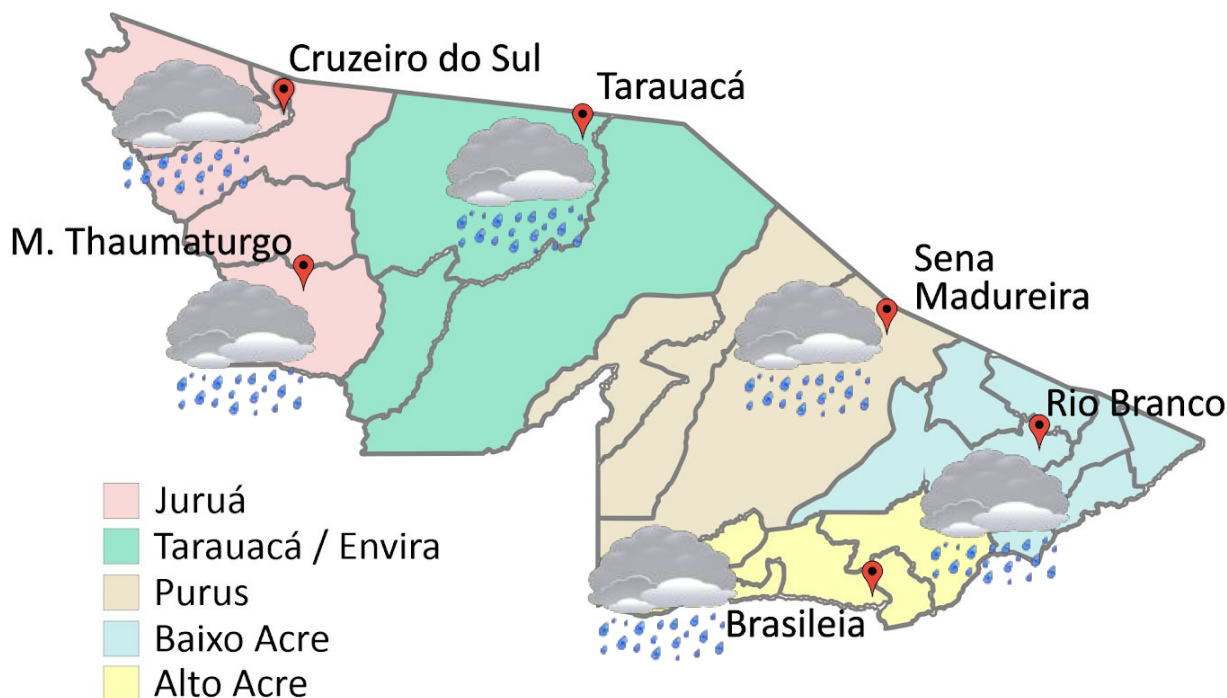 Cruzeiro do Sul
Tarauacá
M. Thaumaturgo
Sena
Madureira
Rio Branco
Brasileia
Juruá
Tarauacá / Envira
Purus
Baixo Acre
Alto Acre